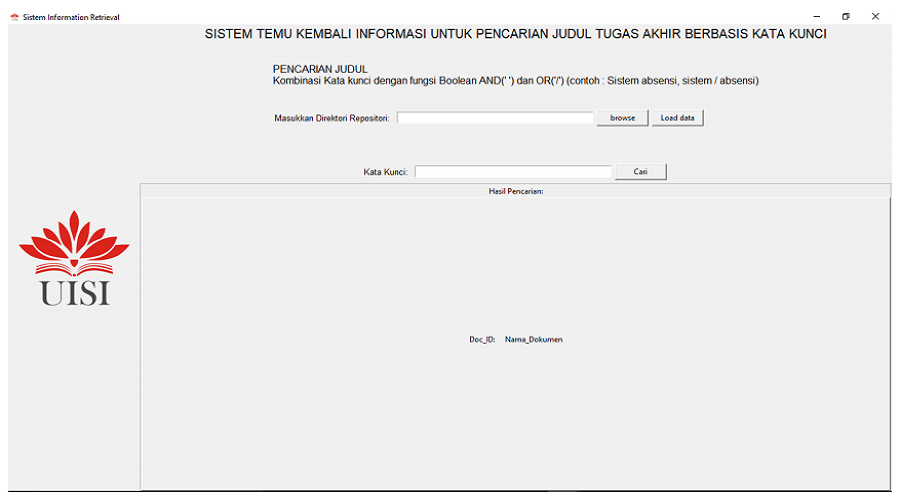 Sistem Information Retrieval
SISTEM TEMU KEMBALI INFORMASI UNTUK PENCARIAN JUDUL TUGAS AKHIR BERBASIS KATA KUNCI
PENCARIAN JUDUL
Kombinasi Kata kunci dengan fungsi Boolean AND(' ') dan OR('/') (contoh : Sistem absensi, sistem / absensi)
Masukkan Direktori Repositori: browse Load data
Kata Kunci: Cari
Hasil Pencarian:
UISI
Doc_ID: Nama_Dokumen